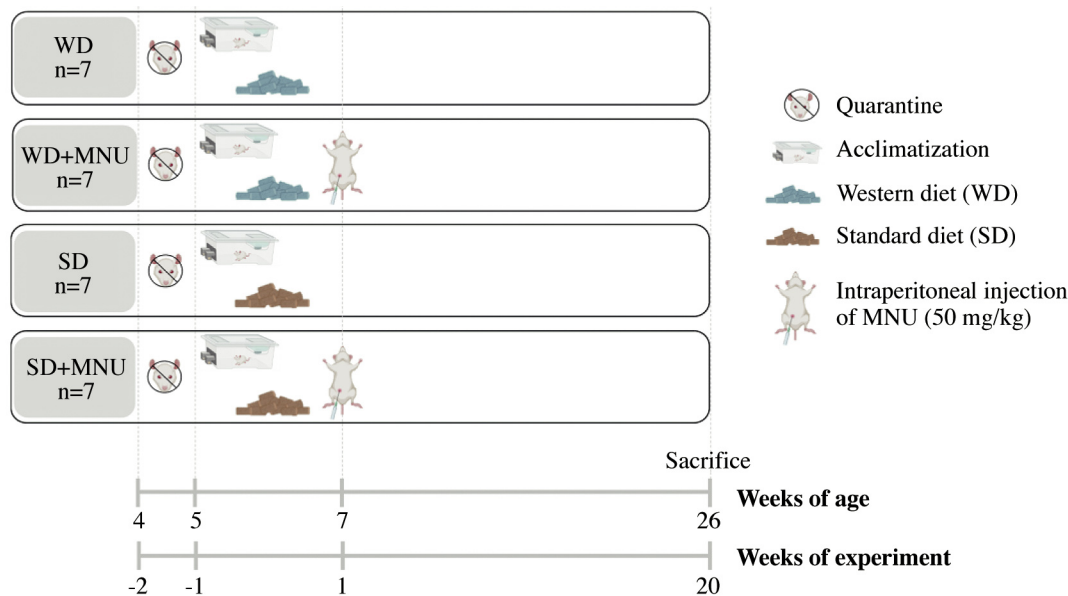 WD
n=7
WD+MNU
n=7
SD
n=7
SD+MNU
n=7
Quarantine
Acclimatization
Western diet (WD)
Standard diet (SD)
Intraperitoneal injection
of MNU (50 mg/kg)
Sacrifice
Weeks of age
4 5 7 26
Weeks of experiment
-2 -1 1 20